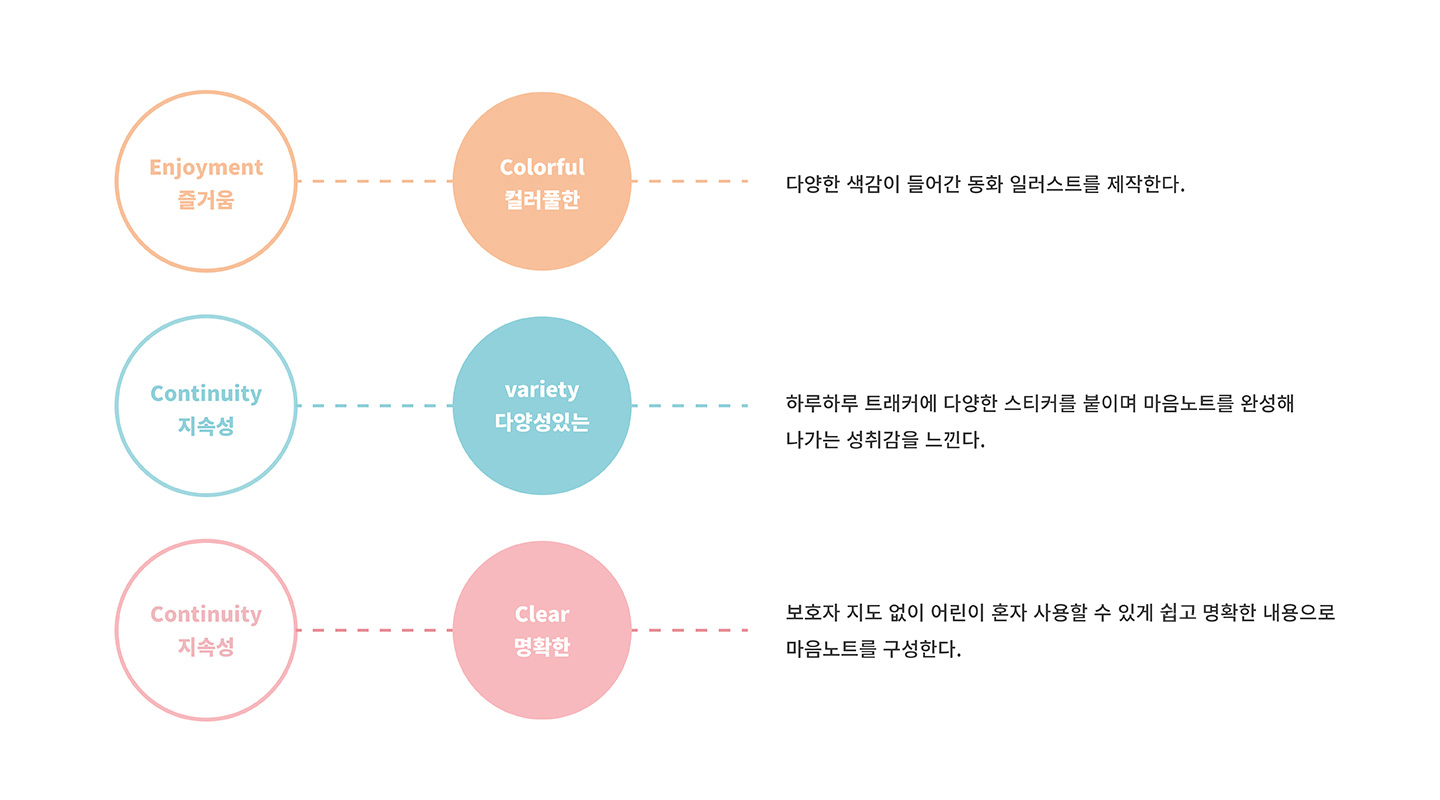 Enjoyment
즐거움
Colorful
컬러풀한
다양한 색감이 들어간 동화 일러스트를 제작한다.
Continuity
지속성
variety
다양성있는
하루하루 트래커에 다양한 스티커를 붙이며 마음노트를 완성해
나가는 성취감을 느낀다.
Continuity
지속성
Clear
명확한
보호자 지도 없이 어린이 혼자 사용할 수 있게 쉽고 명확한 내용으로
마음노트를 구성한다.